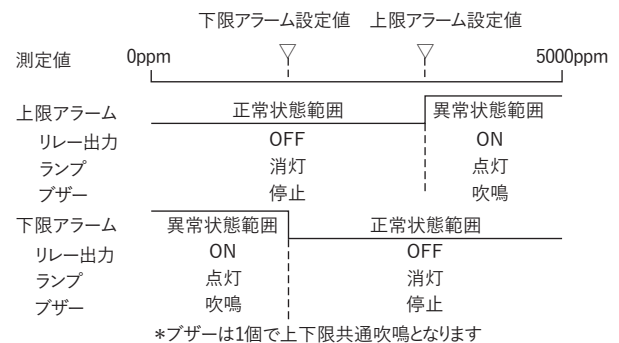 下限アラーム設定値 上限アラーム設定値
測定値 0ppm 5000ppm
上限アラーム 正常状態範囲 異常状態範囲
リレー出力 OFF ON
ランプ 消灯 点灯
ブザー 停止 吹鳴
下限アラーム 異常状態範囲 正常状態範囲
リレー出力 ON OFF
ランプ 点灯 消灯
ブザー 吹鳴 停止
*ブザーは1個で上下限共通吹鳴となります